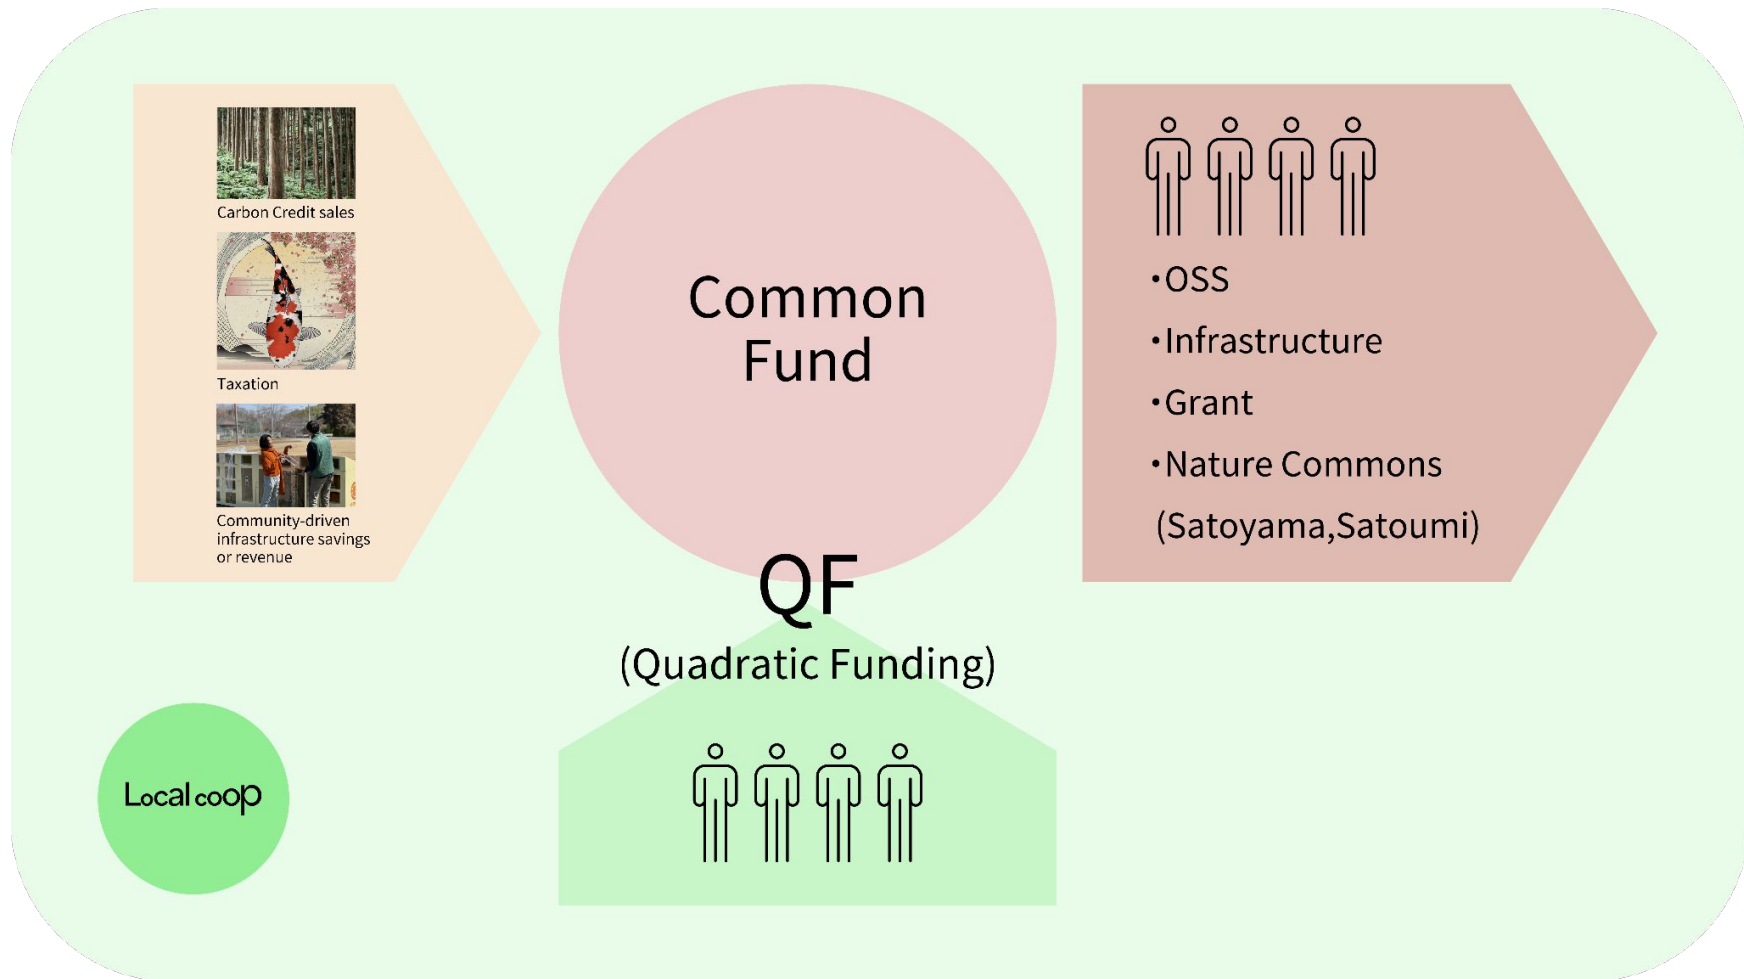 Carbon Credit sales
Taxation
Community-driven
infrastructure savings
or revenue
Common
Fund
QF
(Quadratic Funding)
・OSS
・Infrastructure
・Grant
・Nature Commons
(Satoyama,Satoumi)
Local coop